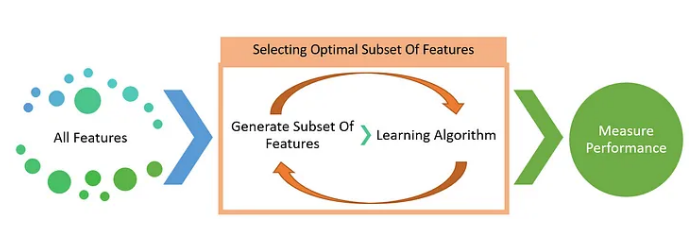 Selecting Optimal Subset Of Features
All Features
Generate Subset Of
Features
Learning Algorithm
Measure
Performance